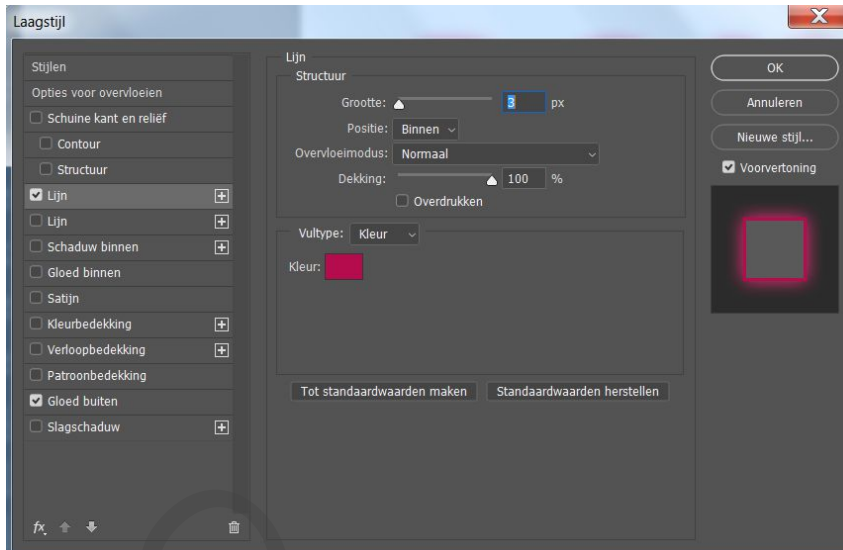 Laagstijl
Stijlen
Opties voor overvloeien
Schuine kant en reliëf
Contour
Structuur
Lijn
Lijn
Schaduw binnen
Gloed binnen
Satijn
Kleurbedekking
Verloopbedekking
Patroonbedekking
Gloed buiten
Slagschaduw
fx
Lijn
Structuur
Grootte: 3 px
Positie: Binnen
Overvloeimodus: Normaal
Dekking: 100 %
Overdrukken
Vultype: Kleur
Kleur:
Tot standaardwaarden maken Standaardwaarden herstellen
OK
Annuleren
Nieuwe stijl...
Voorvertoning